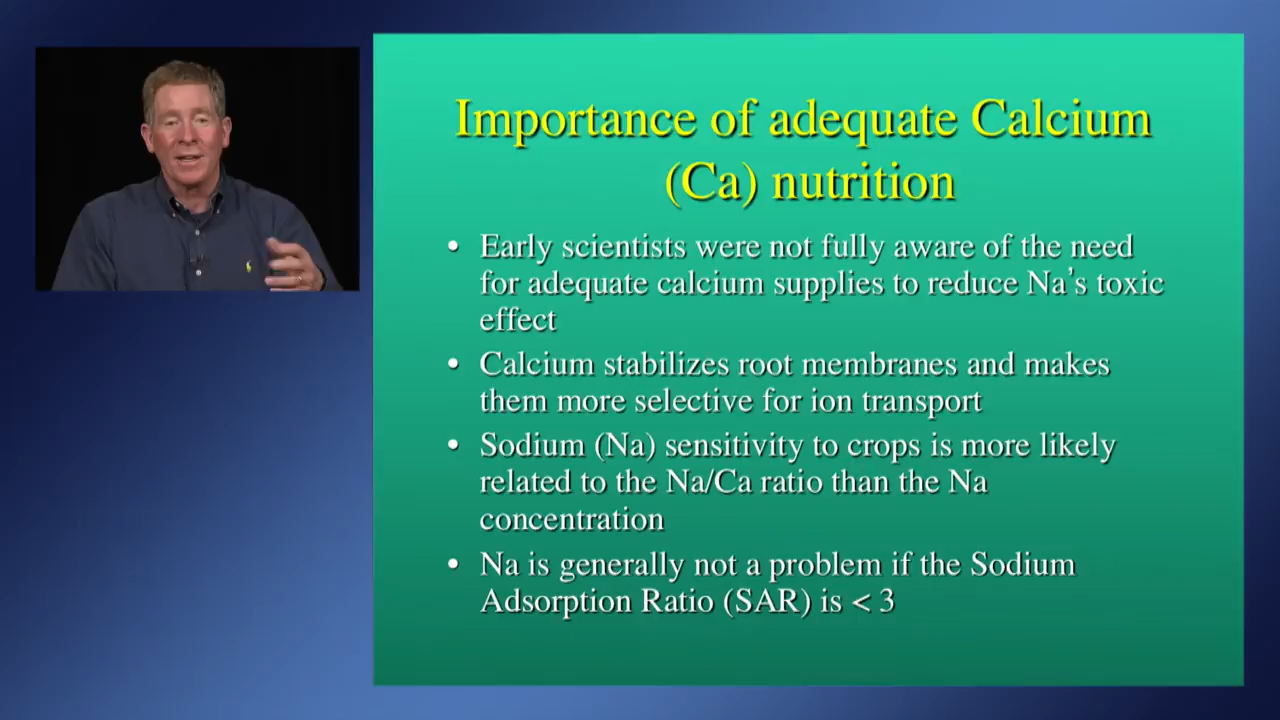 Importance of adequate Calcium
(Ca) nutrition
• Early scientists were not fully aware of the need
for adequate calcium supplies to reduce Na's toxic
effect
• Calcium stabilizes root membranes and makes
them more selective for ion transport
• Sodium (Na) sensitivity to crops is more likely
related to the Na/Ca ratio than the Na
concentration
• Na is generally not a problem if the Sodium
Adsorption Ratio (SAR) is < 3